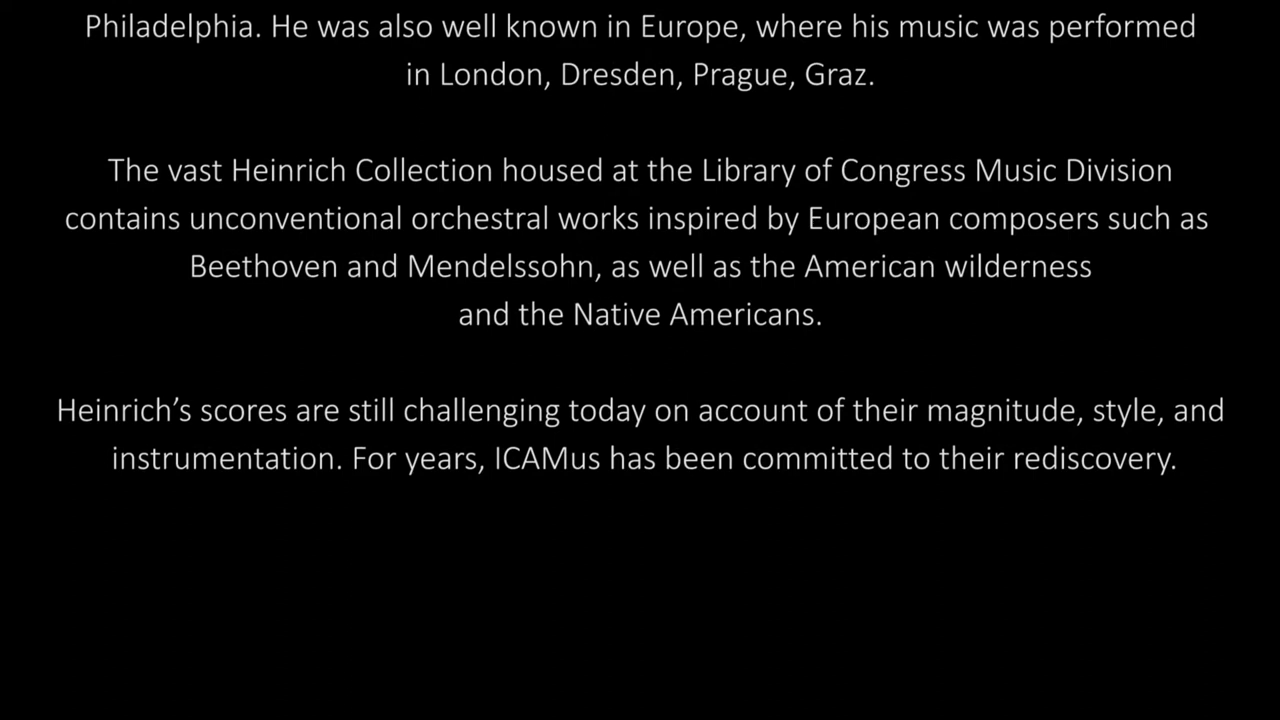 Philadelphia. He was also well known in Europe, where his music was performed
in London, Dresden, Prague, Graz.
The vast Heinrich Collection housed at the Library of Congress Music Division
contains unconventional orchestral works inspired by European composers such as
Beethoven and Mendelssohn, as well as the American wilderness
and the Native Americans.
Heinrich’s scores are still challenging today on account of their magnitude, style, and
instrumentation. For years, ICAMus has been committed to their rediscovery.